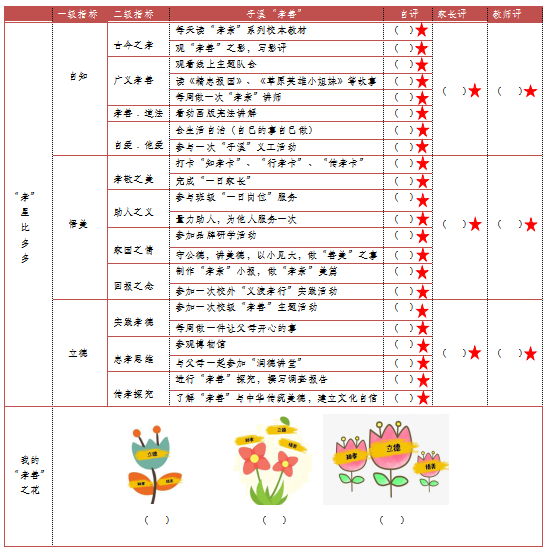 一级指标 二级指标 子溪“孝善” 自评 家长评 教师评
“孝”星比多多
自知
古今之孝
每天读“孝亲”系列校本教材 ( )★
观“孝善”之影，写影评 ( )★
广义孝善
观看线上主题队会 ( )★
读《精忠报国》、《草原英雄小姐妹》等故事 ( )★
每周做一次“孝亲”讲师 ( )★
孝善．道法
看动画版宪法讲解 ( )★
自爱．他爱
会生活自治（自己的事自己做） ( )★
参与一次“子溪”义工活动 ( )★
( )★ ( )★
悟美
孝敬之美
打卡“知孝卡”、“行孝卡”、“传孝卡” ( )★
完成“一日家长” ( )★
助人之义
参与班级“一日岗位”服务 ( )★
量力助人，为他人服务一次 ( )★
家国之情
参加品牌研学活动 ( )★
守公德，讲美德，以小见大，做“善美”之事 ( )★
回报之念
制作“孝亲”小报，做“孝亲”美篇 ( )★
参加一次校外“义渡孝行”实践活动 ( )★
( )★ ( )★
立德
实践孝德
参加一次校级“孝善”主题活动 ( )★
每周做一件让父母开心的事 ( )★
忠孝思维
参观博物馆 ( )★
与父母一起参加“润德讲堂” ( )★
传孝探究
进行“孝善”探究，撰写调查报告 ( )★
了解“孝善”与中华传统美德，建立文化自信 ( )★
( )★ ( )★
我的
“孝善”
之花
立德
立德
立德
( ) ( ) ( )